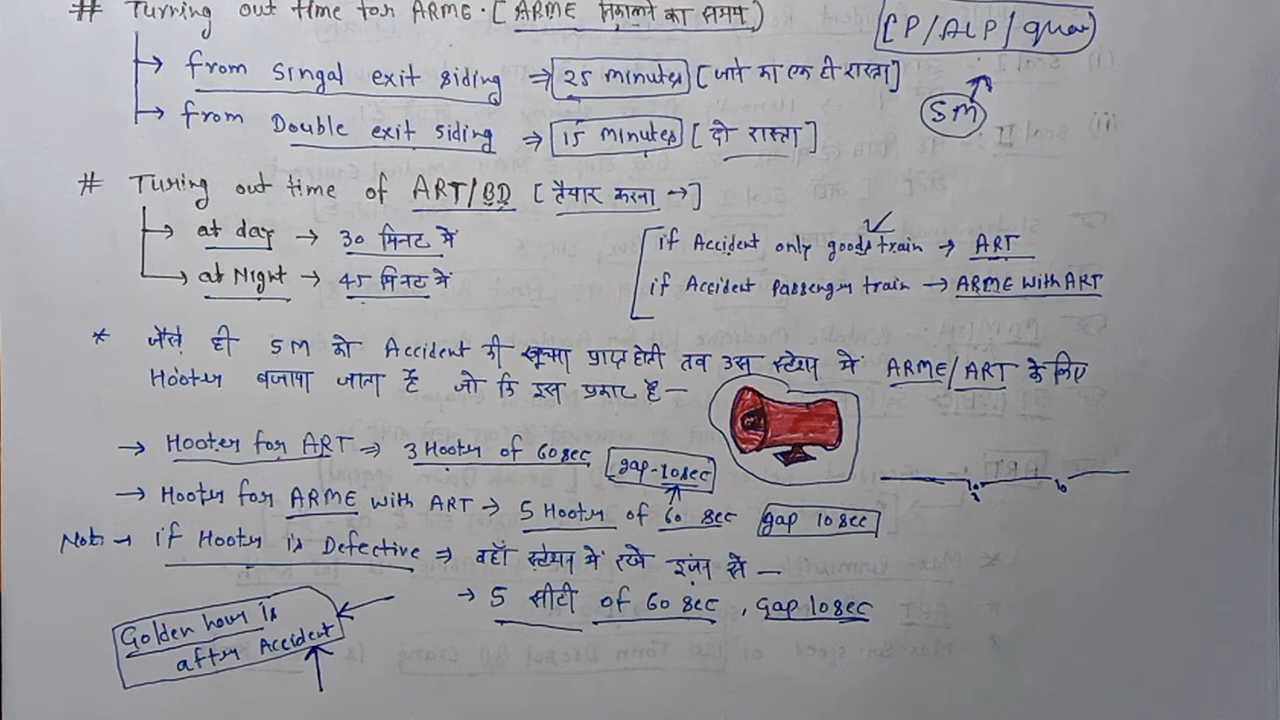 # Turning out time for ARME. [ARME निकालने का समय)
[LP/ALP/guard)
→ from singal exit siding ⇒ 25 minutes [जाने का एक ही रास्ता]
SM
→ from Double exit siding ⇒ 15 minutes [दो रास्ता]
# Turing out time of ART/BD [तैयार करना →]
→ at day → 30 मिनट में
if Accident only goods train → ART
→ at Night → 45 मिनट में
if Accident Passenger train → ARME with ART
* जैसे ही SM को Accident की सूचना प्राप्त होगी तब उस स्टेशन में ARME/ART के लिए
Hooter बजाया जाता है जो कि इस प्रकार है —
→ Hooter for ART ⇒ 3 Hooter of 60 sec gap-10sec
→ Hooter for ARME with ART → 5 Hooter of 60 sec gap 10 sec
10 10
Note → if Hooter is Defective ⇒ वहाँ स्टेशन में रखे इंजन से —
→ 5 सीटी of 60 sec, gap 10 sec
Golden hour is
after Accident